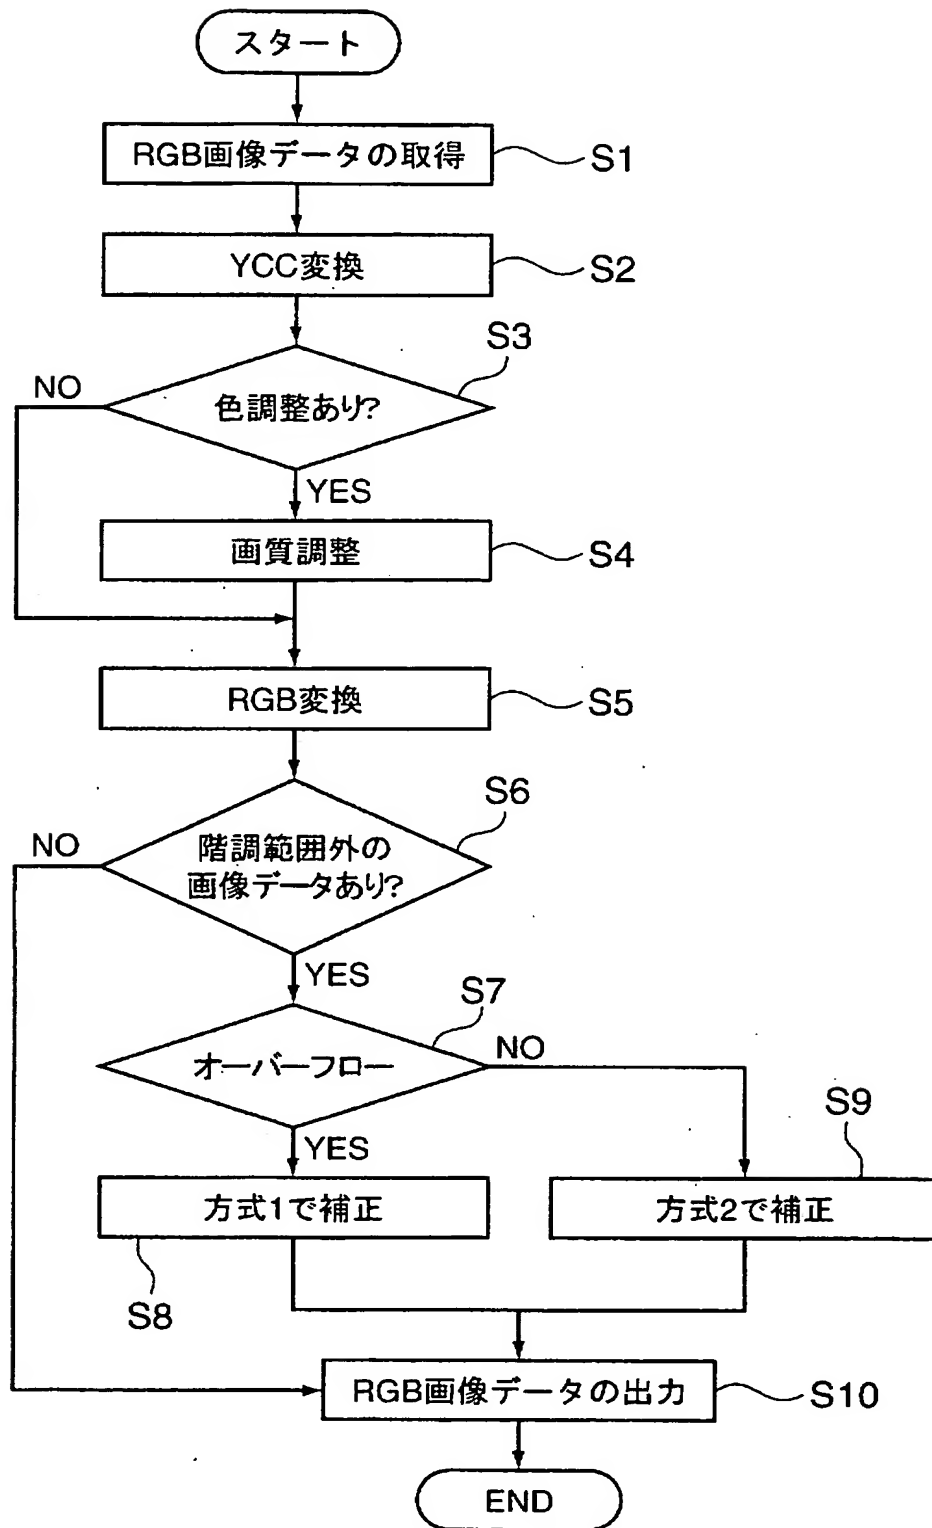 スタート
RGB画像データの取得
S1
YCC変換
S2
S3
NO
色調整あり?
YES
画質調整
S4
RGB変換
S5
S6
NO
階調範囲外の
画像データあり?
YES
S7
オーバーフロー
NO
YES
S9
方式1で補正
方式2で補正
S8
RGB画像データの出力
S10
END